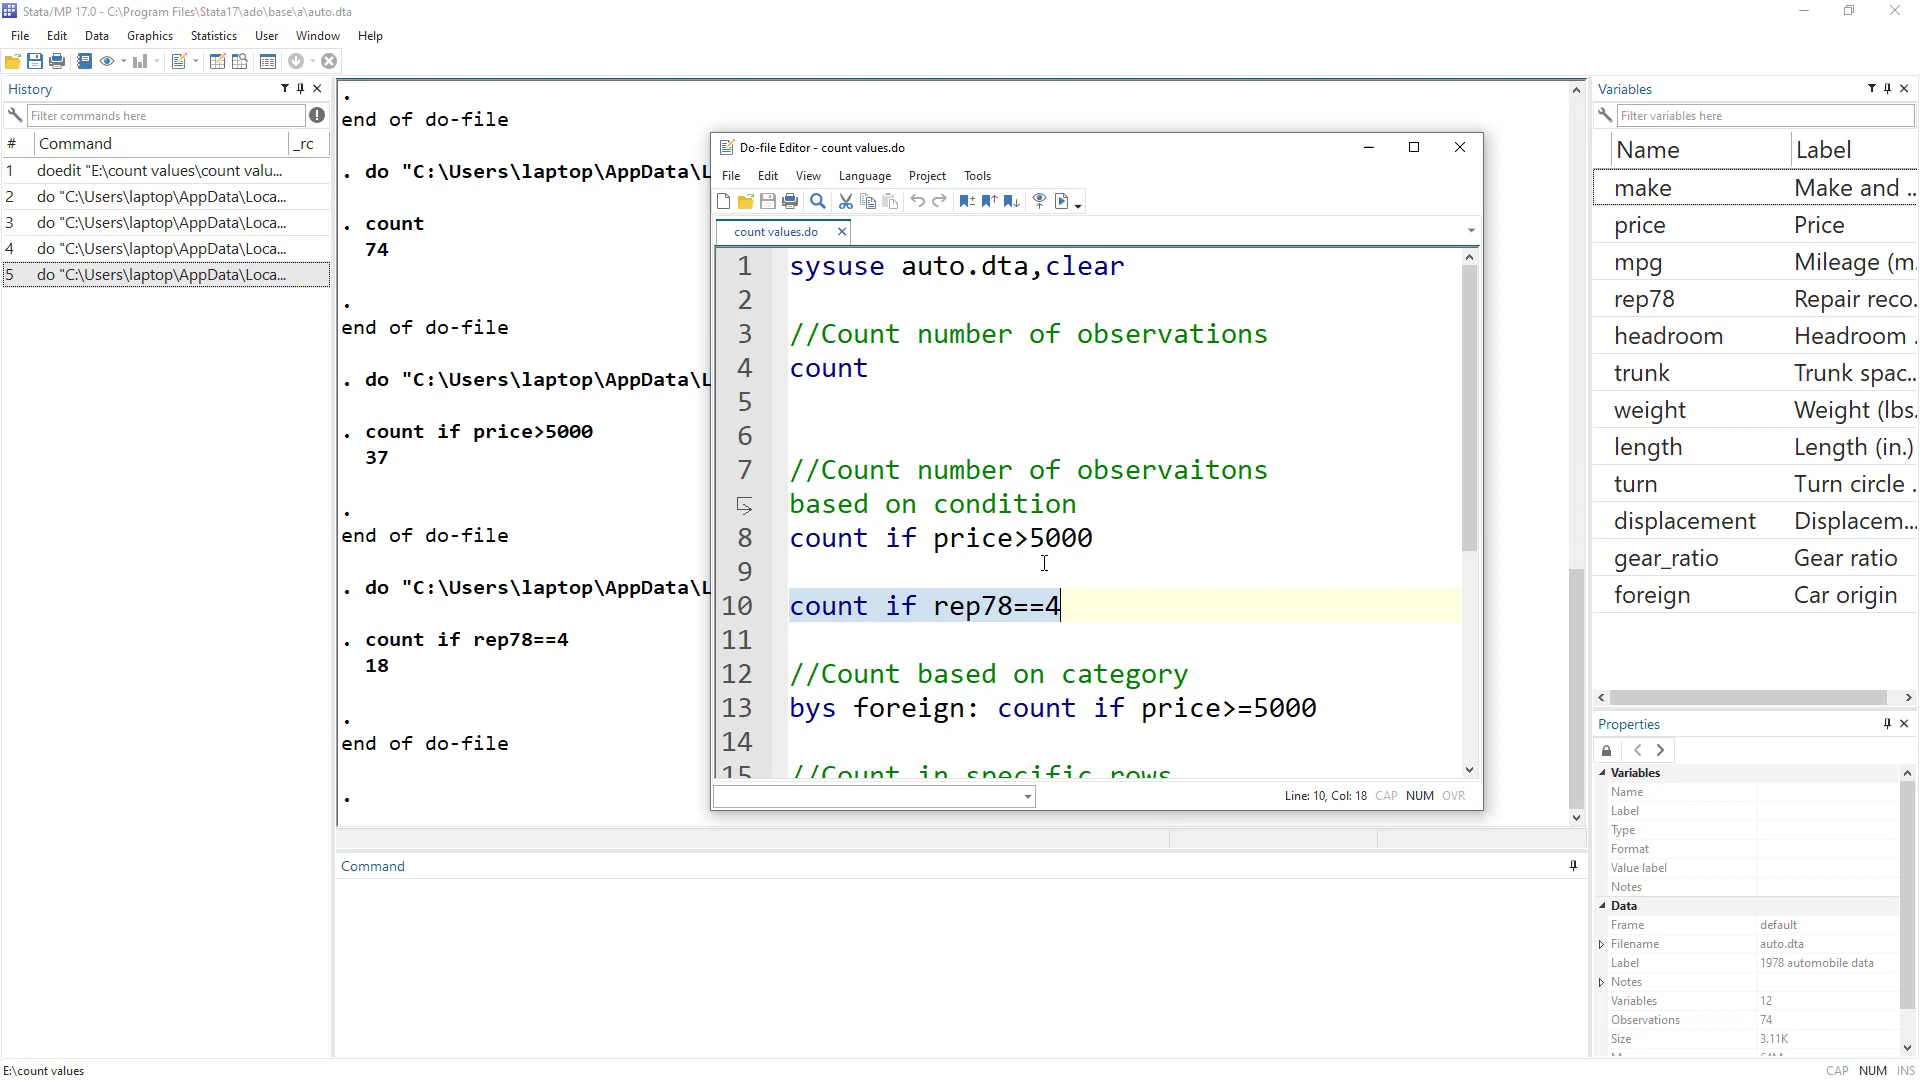 Stata/MP 17.0 - C:\Program Files\Stata17\ado\base\a\auto.dta
File Edit Data Graphics Statistics User Window Help
History
Filter commands here
# Command _rc
1 doedit "E:\count values\count valu...
2 do "C:\Users\laptop\AppData\Loca...
3 do "C:\Users\laptop\AppData\Loca...
4 do "C:\Users\laptop\AppData\Loca...
5 do "C:\Users\laptop\AppData\Loca...
.
end of do-file
. do "C:\Users\laptop\AppData\L
. count
74
.
end of do-file
. do "C:\Users\laptop\AppData\L
. count if price>5000
37
.
end of do-file
. do "C:\Users\laptop\AppData\L
. count if rep78==4
18
.
end of do-file
.
Do-file Editor - count values.do
File Edit View Language Project Tools
count values.do
1 sysuse auto.dta,clear
2
3 //Count number of observations
4 count
5
6
7 //Count number of observaitons
based on condition
8 count if price>5000
9
10 count if rep78==4
11
12 //Count based on category
13 bys foreign: count if price>=5000
14
15 //Count in specific rows
Line: 10, Col: 18 CAP NUM OVR
Command
Variables
Filter variables here
Name Label
make Make and ..
price Price
mpg Mileage (m.
rep78 Repair reco.
headroom Headroom .
trunk Trunk spac..
weight Weight (lbs.
length Length (in.)
turn Turn circle .
displacement Displacem...
gear_ratio Gear ratio
foreign Car origin
Properties
Variables
Name
Label
Type
Format
Value label
Notes
Data
Frame default
Filename auto.dta
Label 1978 automobile data
Notes
Variables 12
Observations 74
Size 3.11K
E:\count values
CAP NUM INS